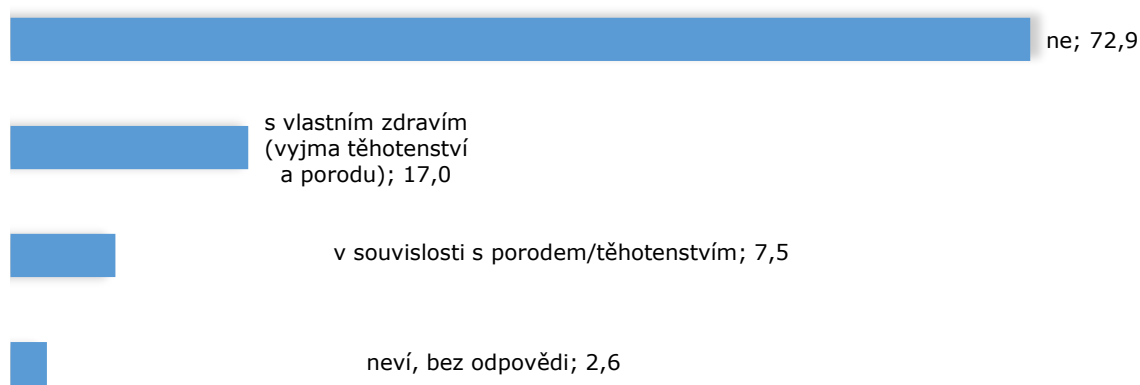 ne; 72,9
s vlastním zdravím
(vyjma těhotenství
a porodu); 17,0
v souvislosti s porodem/těhotenstvím; 7,5
neví, bez odpovědi; 2,6